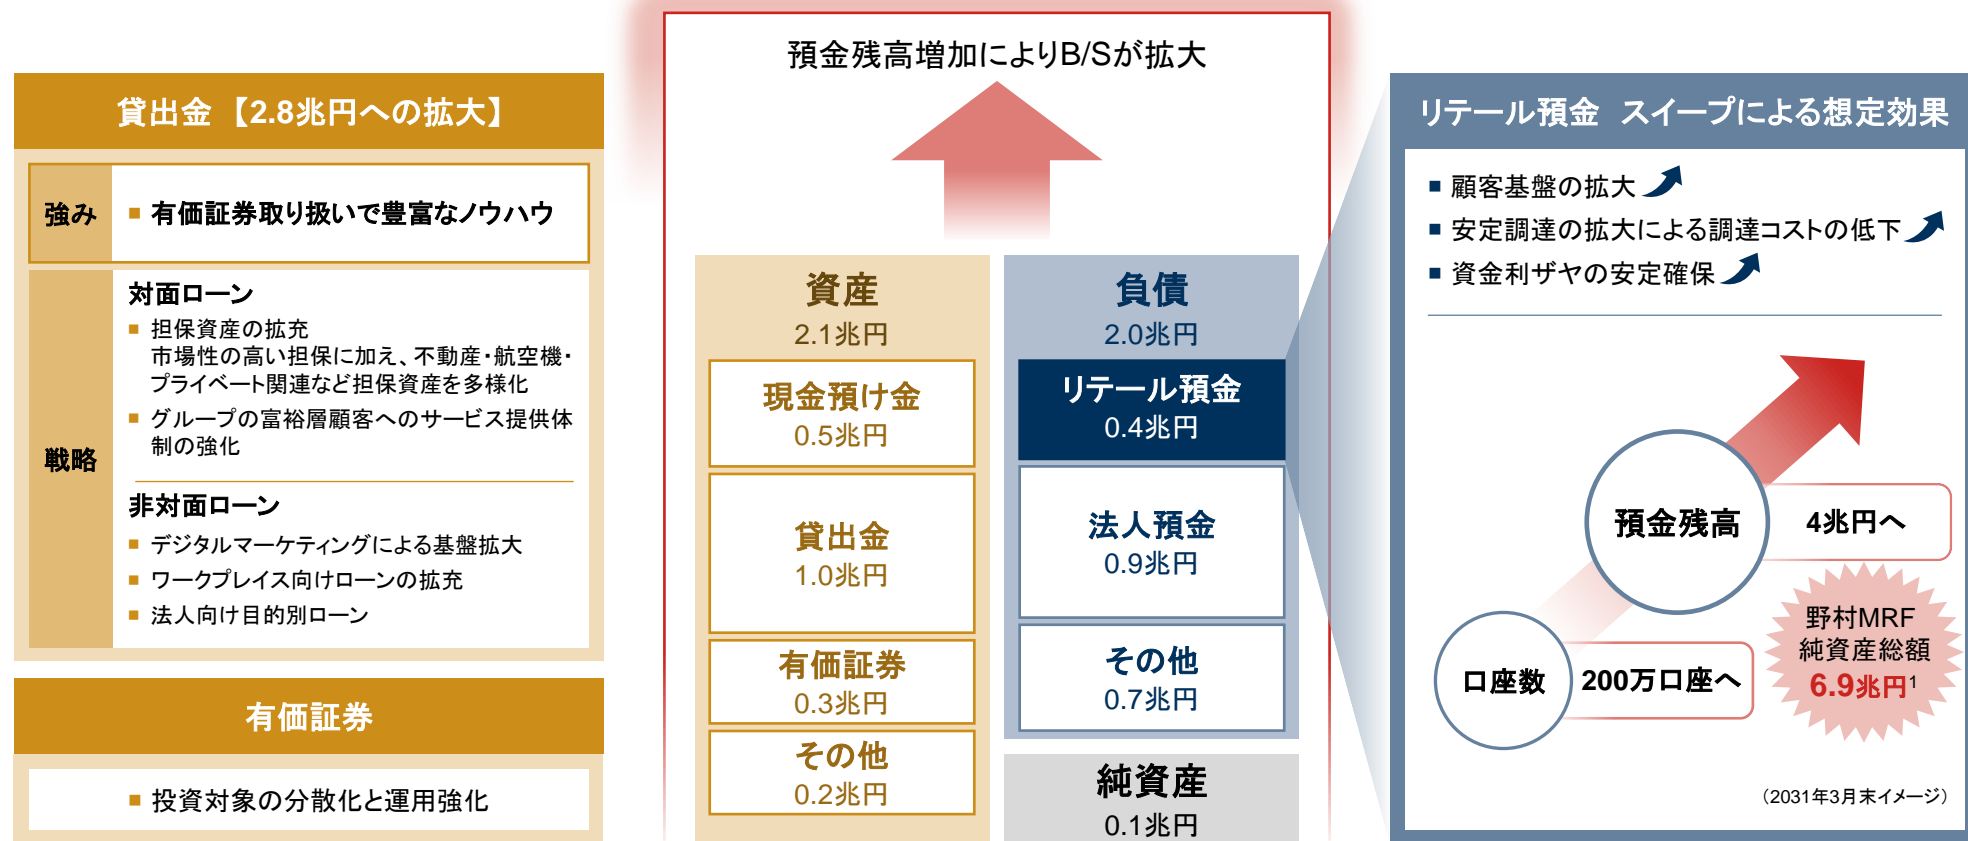 預金残高増加によりB/Sが拡大
貸出金【2.8兆円への拡大】
強み
■ 有価証券取り扱いで豊富なノウハウ
戦略
対面ローン
■ 担保資産の拡充
市場性の高い担保に加え、不動産・航空機・
プライベート関連など担保資産を多様化
■ グループの富裕層顧客へのサービス提供体
制の強化
非対面ローン
■ デジタルマーケティングによる基盤拡大
■ ワークプレイス向けローンの拡充
■ 法人向け目的別ローン
有価証券
■ 投資対象の分散化と運用強化
資産
2.1兆円
現金預け金
0.5兆円
貸出金
1.0兆円
有価証券
0.3兆円
その他
0.2兆円
負債
2.0兆円
リテール預金
0.4兆円
法人預金
0.9兆円
その他
0.7兆円
純資産
0.1兆円
リテール預金 スイープによる想定効果
■ 顧客基盤の拡大
■ 安定調達の拡大による調達コストの低下
■ 資金利ザヤの安定確保
預金残高
4兆円へ
口座数
200万口座へ
野村MRF
純資産総額
6.9兆円1
（2031年3月末イメージ）